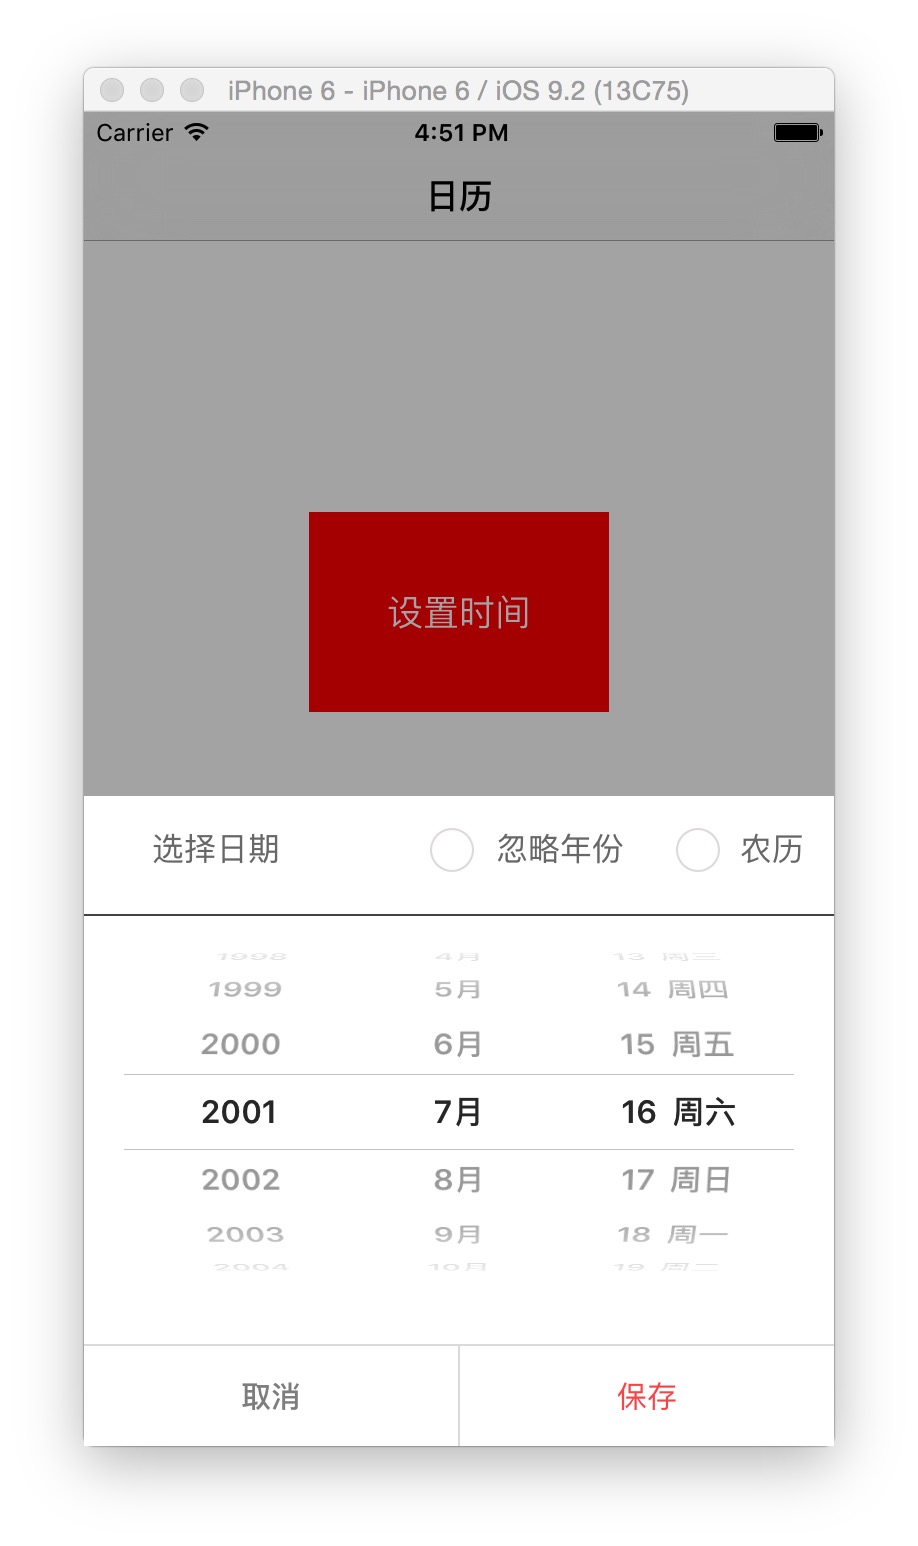 iPhone 6 - iPhone 6 / iOS 9.2 (13C75)
Carrier 4:51 PM
日历
设置时间
选择日期 忽略年份 农历
1998 4月 13 周三
1999 5月 14 周四
2000 6月 15 周五
2001 7月 16 周六
2002 8月 17 周日
2003 9月 18 周一
2004 10月 19 周二
取消 保存